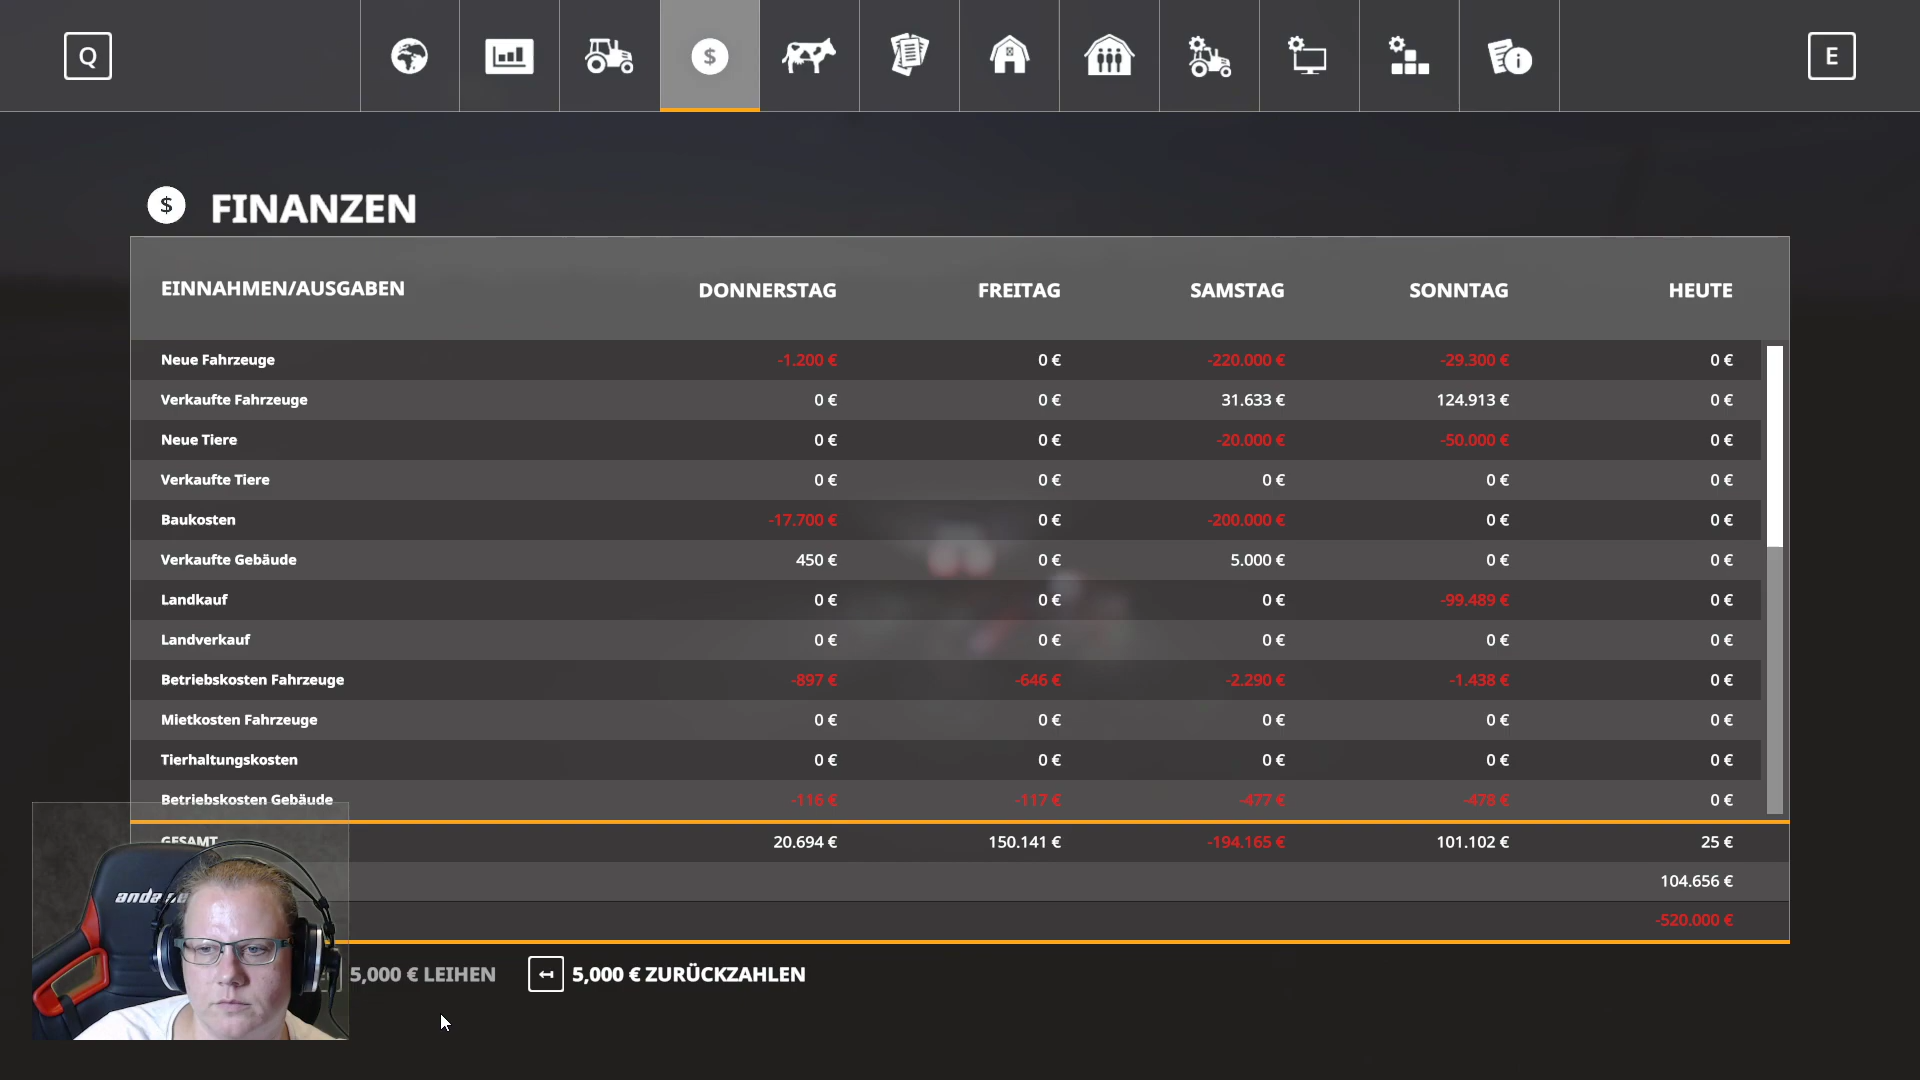 Q
E
$
$ FINANZEN
EINNAHMEN/AUSGABEN DONNERSTAG FREITAG SAMSTAG SONNTAG HEUTE
Neue Fahrzeuge -1.200 € 0 € -220.000 € -29.300 € 0 €
Verkaufte Fahrzeuge 0 € 0 € 31.633 € 124.913 € 0 €
Neue Tiere 0 € 0 € -20.000 € -50.000 € 0 €
Verkaufte Tiere 0 € 0 € 0 € 0 € 0 €
Baukosten -17.700 € 0 € -200.000 € 0 € 0 €
Verkaufte Gebäude 450 € 0 € 5.000 € 0 € 0 €
Landkauf 0 € 0 € 0 € -99.489 € 0 €
Landverkauf 0 € 0 € 0 € 0 € 0 €
Betriebskosten Fahrzeuge -897 € -646 € -2.290 € -1.438 € 0 €
Mietkosten Fahrzeuge 0 € 0 € 0 € 0 € 0 €
Tierhaltungskosten 0 € 0 € 0 € 0 € 0 €
Betriebskosten Gebäude -116 € -117 € -477 € -478 € 0 €
GESAMT 20.694 € 150.141 € -194.165 € 101.102 € 25 €
104.656 €
-520.000 €
5,000 € LEIHEN 5,000 € ZURÜCKZAHLEN